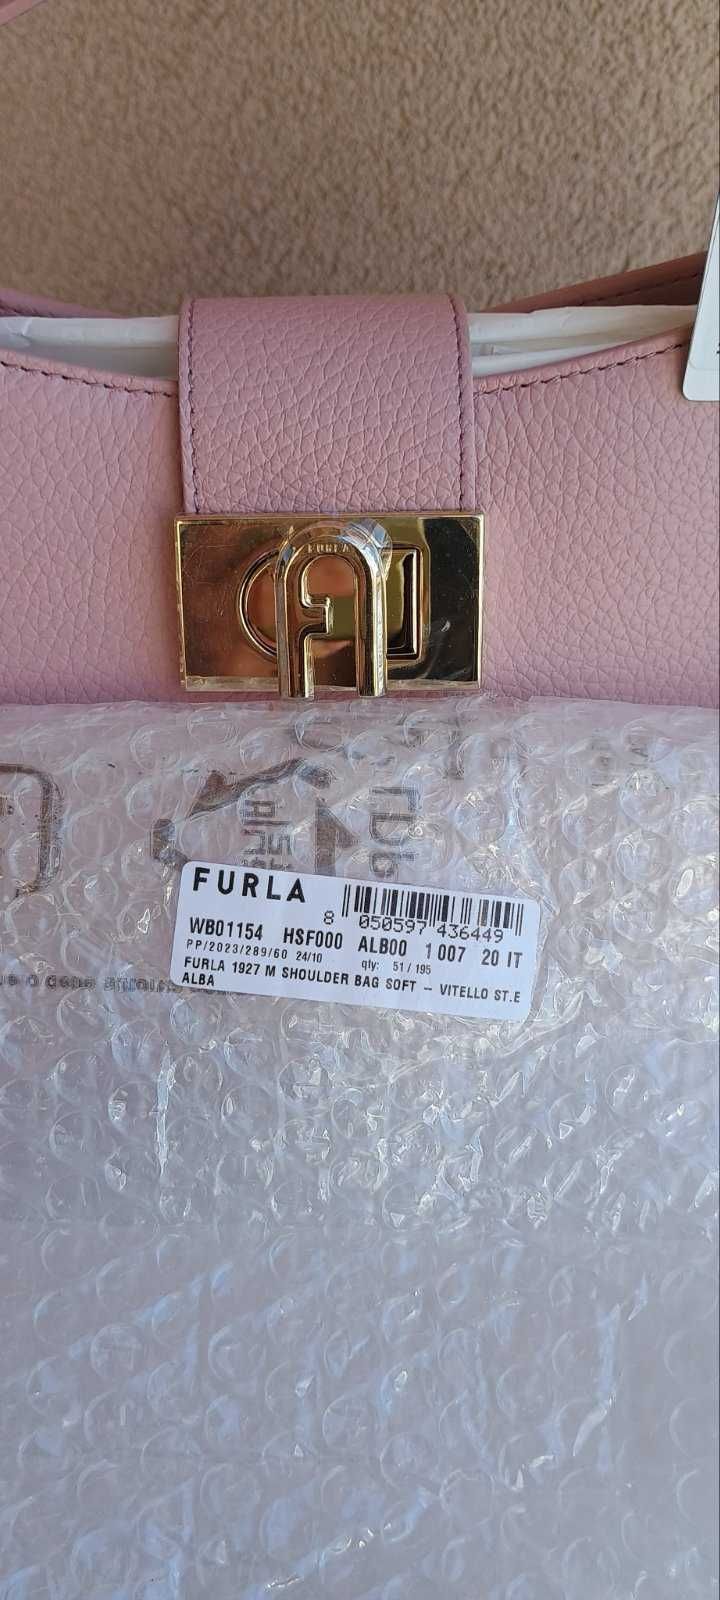 FURLA
FURLA
8 050597 436449
WB01154 HSF000 ALB00 1 007 20 IT
PP/2023/289/60 24/10 qty: 51 / 195
FURLA 1927 M SHOULDER BAG SOFT – VITELLO ST.E
ALBA